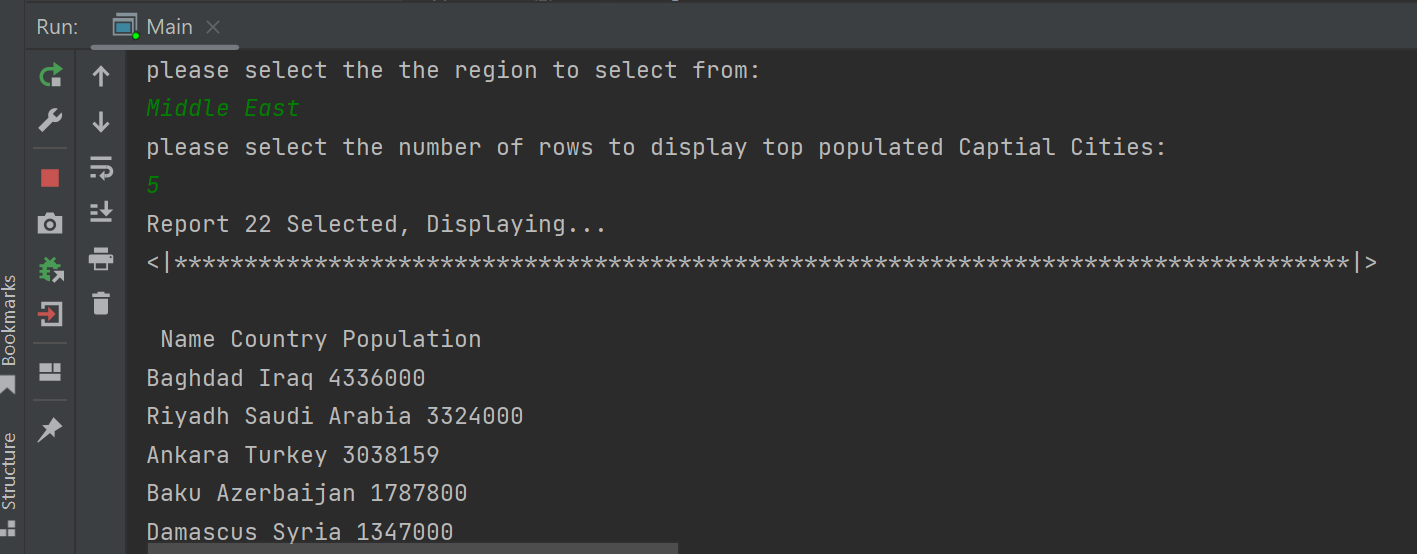 Run: Main
please select the the region to select from:
Middle East
please select the number of rows to display top populated Captial Cities:
5
Report 22 Selected, Displaying...
<|************************************************************************************|>
Name Country Population
Baghdad Iraq 4336000
Riyadh Saudi Arabia 3324000
Ankara Turkey 3038159
Baku Azerbaijan 1787800
Damascus Syria 1347000
Bookmarks
Structure